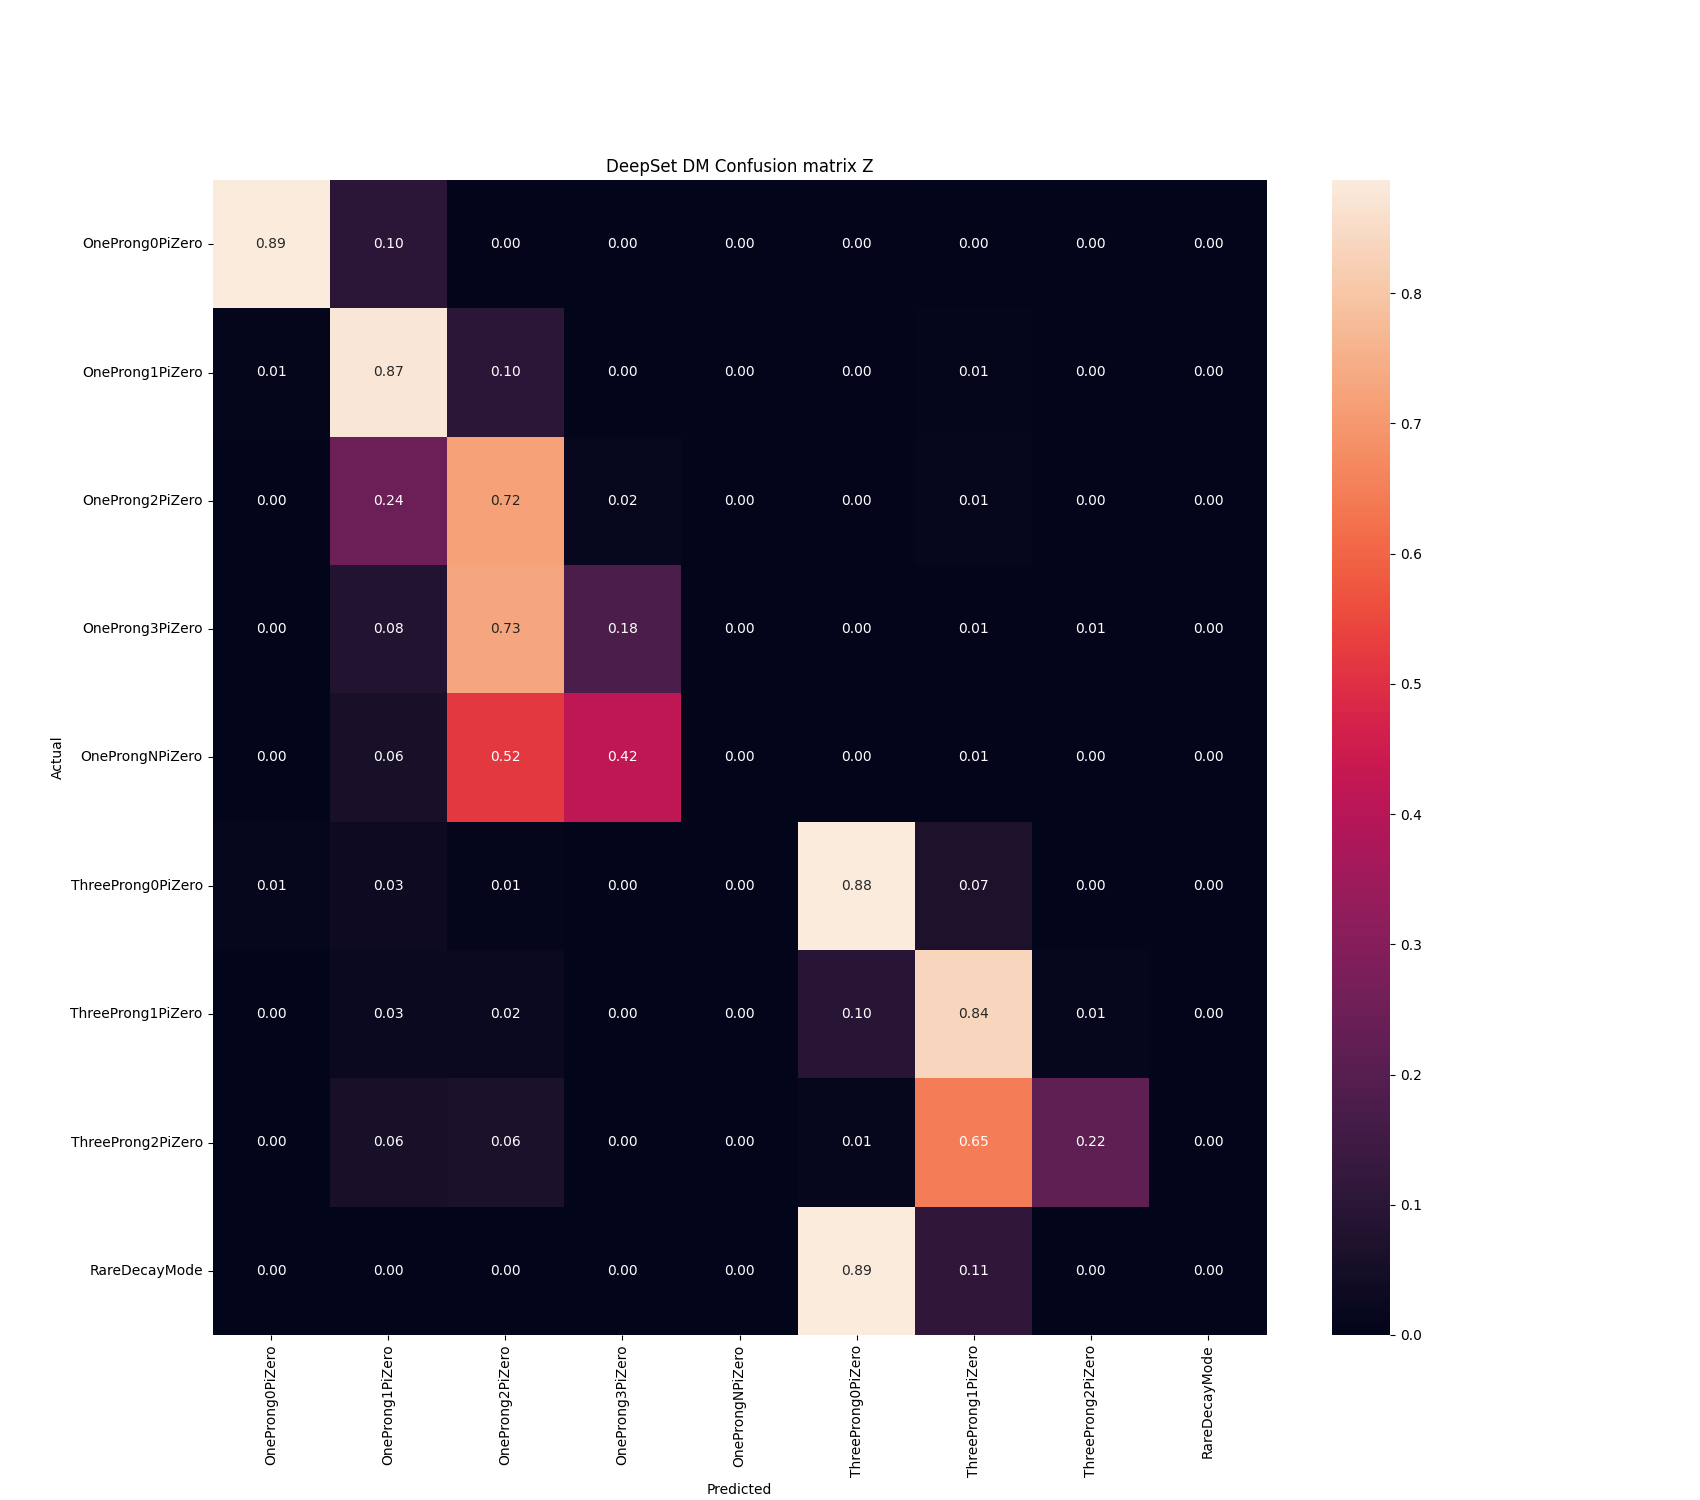 DeepSet DM Confusion matrix Z
OneProng0PiZero 0.89 0.10 0.00 0.00 0.00 0.00 0.00 0.00 0.00
OneProng1PiZero 0.01 0.87 0.10 0.00 0.00 0.00 0.01 0.00 0.00
OneProng2PiZero 0.00 0.24 0.72 0.02 0.00 0.00 0.01 0.00 0.00
OneProng3PiZero 0.00 0.08 0.73 0.18 0.00 0.00 0.01 0.01 0.00
OneProngNPiZero 0.00 0.06 0.52 0.42 0.00 0.00 0.01 0.00 0.00
ThreeProng0PiZero 0.01 0.03 0.01 0.00 0.00 0.88 0.07 0.00 0.00
ThreeProng1PiZero 0.00 0.03 0.02 0.00 0.00 0.10 0.84 0.01 0.00
ThreeProng2PiZero 0.00 0.06 0.06 0.00 0.00 0.01 0.65 0.22 0.00
RareDecayMode 0.00 0.00 0.00 0.00 0.00 0.89 0.11 0.00 0.00
Actual
OneProng0PiZero
OneProng1PiZero
OneProng2PiZero
OneProng3PiZero
OneProngNPiZero
ThreeProng0PiZero
ThreeProng1PiZero
ThreeProng2PiZero
RareDecayMode
Predicted
0.8
0.7
0.6
0.5
0.4
0.3
0.2
0.1
0.0